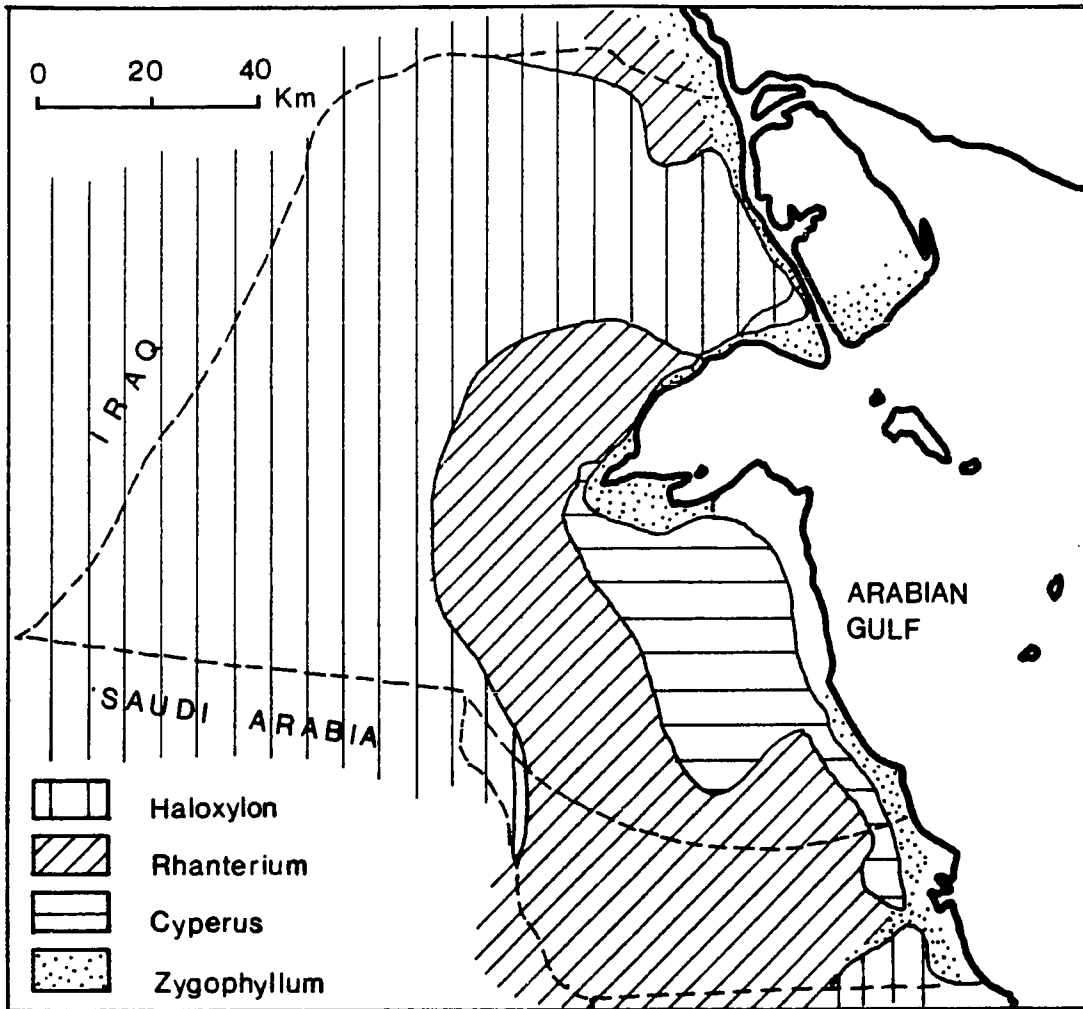 0 20 40
Km
IRAQ
ARABIAN
GULF
SAUDI ARABIA
Haloxylon
Rhanterium
Cyperus
Zygophyllum